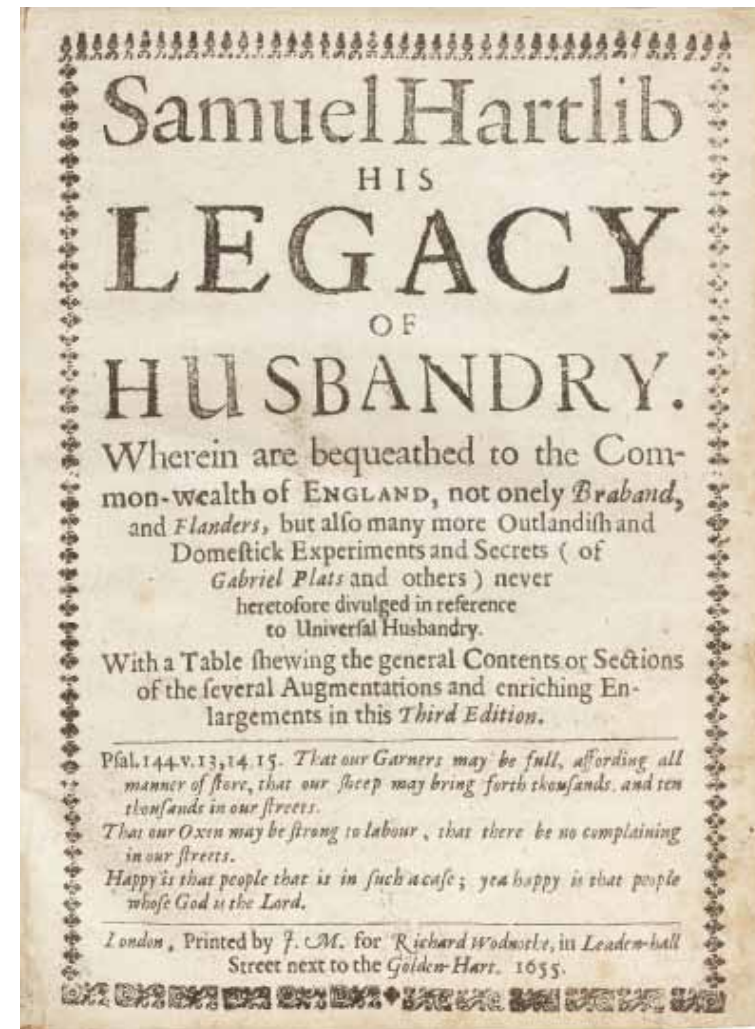 Samuel Hartlib
HIS
LEGACY
OF
HUSBANDRY.
Wherein are bequeathed to the Com-
mon-wealth of ENGLAND, not onely Braband,
and Flanders, but alſo many more Outlandiſh and
Domeſtick Experiments and Secrets ( of
Gabriel Plats and others ) never
heretofore divulged in reference
to Univerſal Husbandry.
With a Table ſhewing the general Contents or Sections
of the ſeveral Augmentations and enriching En-
largements in this Third Edition.
Pſal. 144. v. 13, 14 15. That our Garners may be full, affording all
manner of ſtore, that our ſheep may bring forth thouſands, and ten
thouſands in our ſtreets.
That our Oxen may be ſtrong to labour, that there be no complaining
in our ſtreets.
Happy is that people that is in ſuch a caſe; yea happy is that people
whoſe God is the Lord.
London, Printed by J. M. for Richard Wodnothe, in Leaden-hall
Street next to the Golden-Hart. 1655.